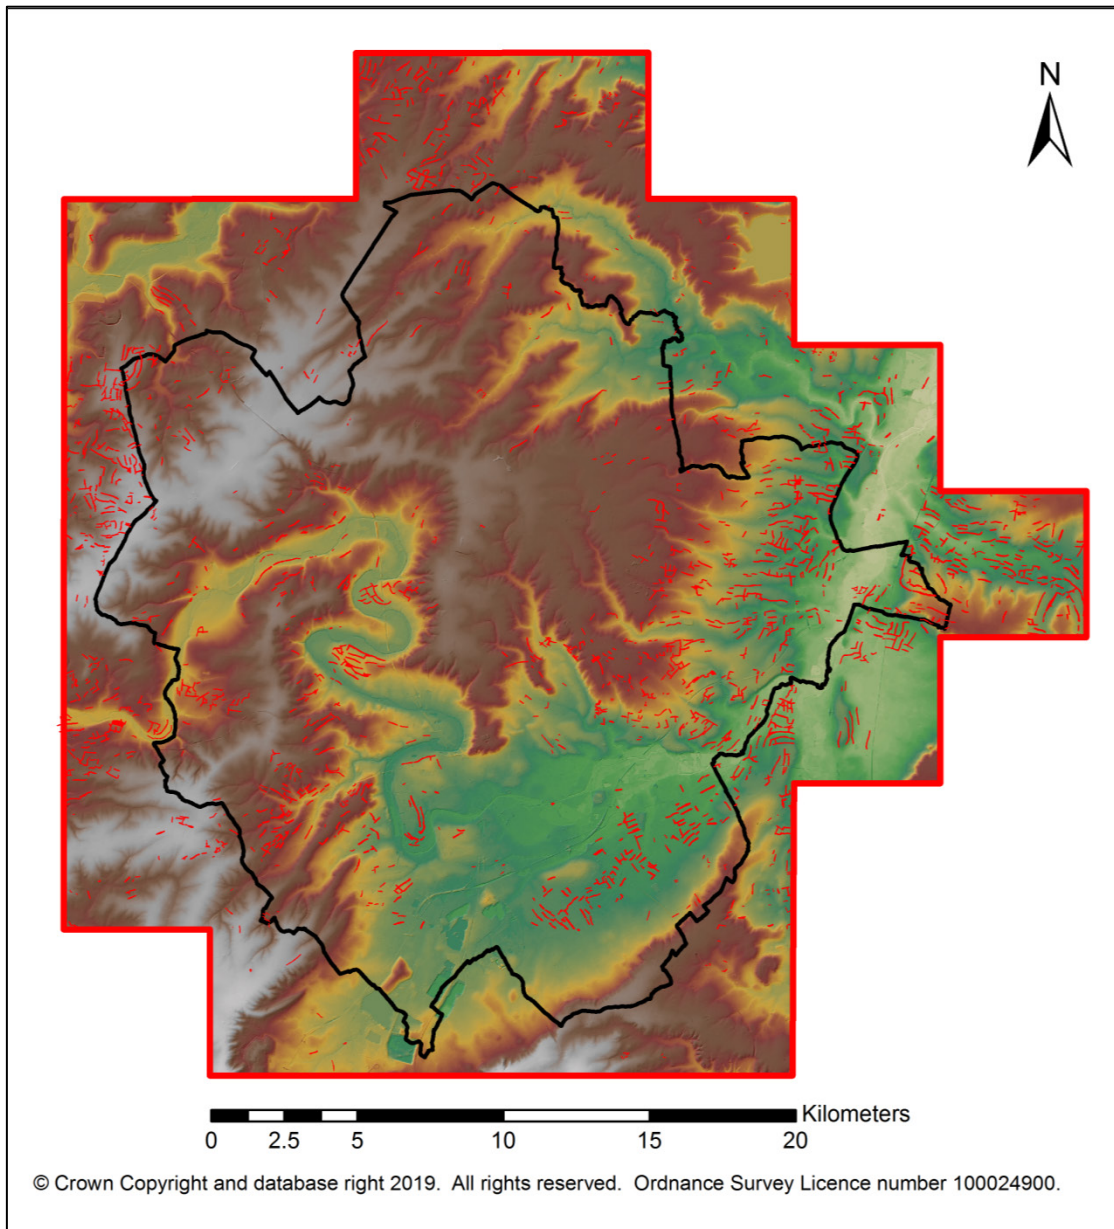 N
Kilometers
0 2.5 5 10 15 20
© Crown Copyright and database right 2019. All rights reserved. Ordnance Survey Licence number 100024900.